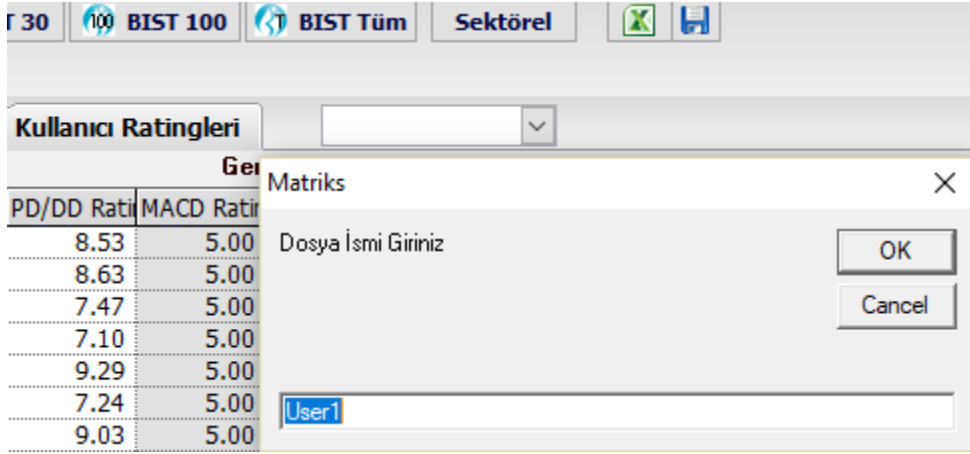 T 30 100 BIST 100 BIST Tüm Sektörel
Kullanıcı Ratingleri
Matriks
PD/DD MACD
8.53 5.00
8.63 5.00
7.47 5.00
7.10 5.00
9.29 5.00
7.24 5.00
9.03 5.00
Dosya İsmi Giriniz
OK
Cancel
User1